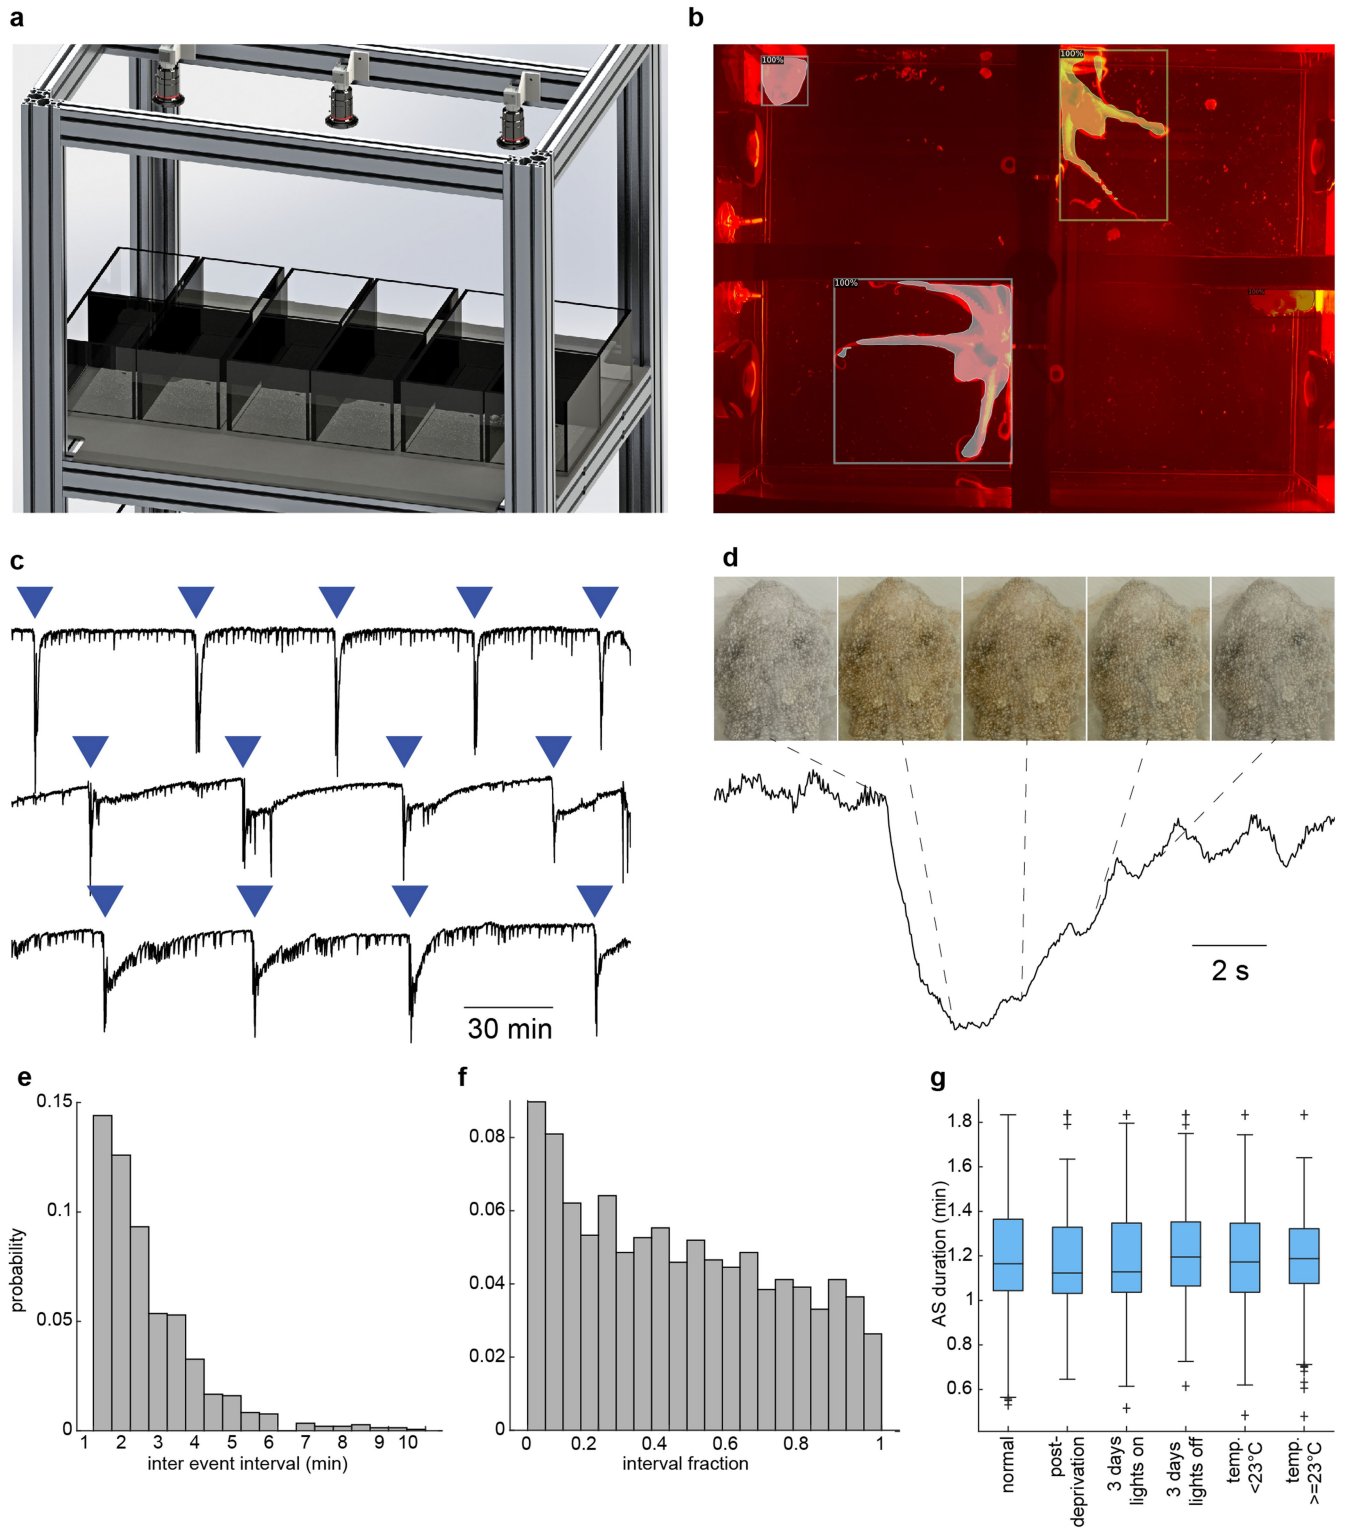 a
b
100%
100%
100%
100%
c
d
30 min
2 s
e
f
g
0.15
0.1
0.05
0
probability
1 2 3 4 5 6 7 8 9 10
inter event interval (min)
0.08
0.06
0.04
0.02
0
0 0.2 0.4 0.6 0.8 1
interval fraction
1.8
1.6
1.4
1.2
1
0.8
0.6
AS duration (min)
normal
post-
deprivation
3 days
lights on
3 days
lights off
temp.
<23°C
temp.
>=23°C